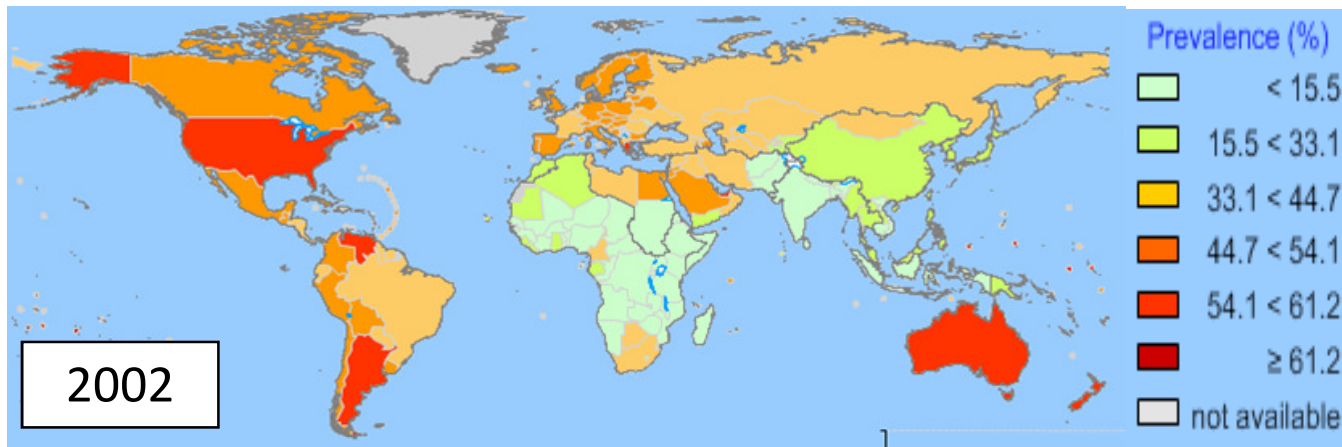 Prevalence (%)
< 15.5
15.5 < 33.1
33.1 < 44.7
44.7 < 54.1
54.1 < 61.2
≥ 61.2
not available
2002